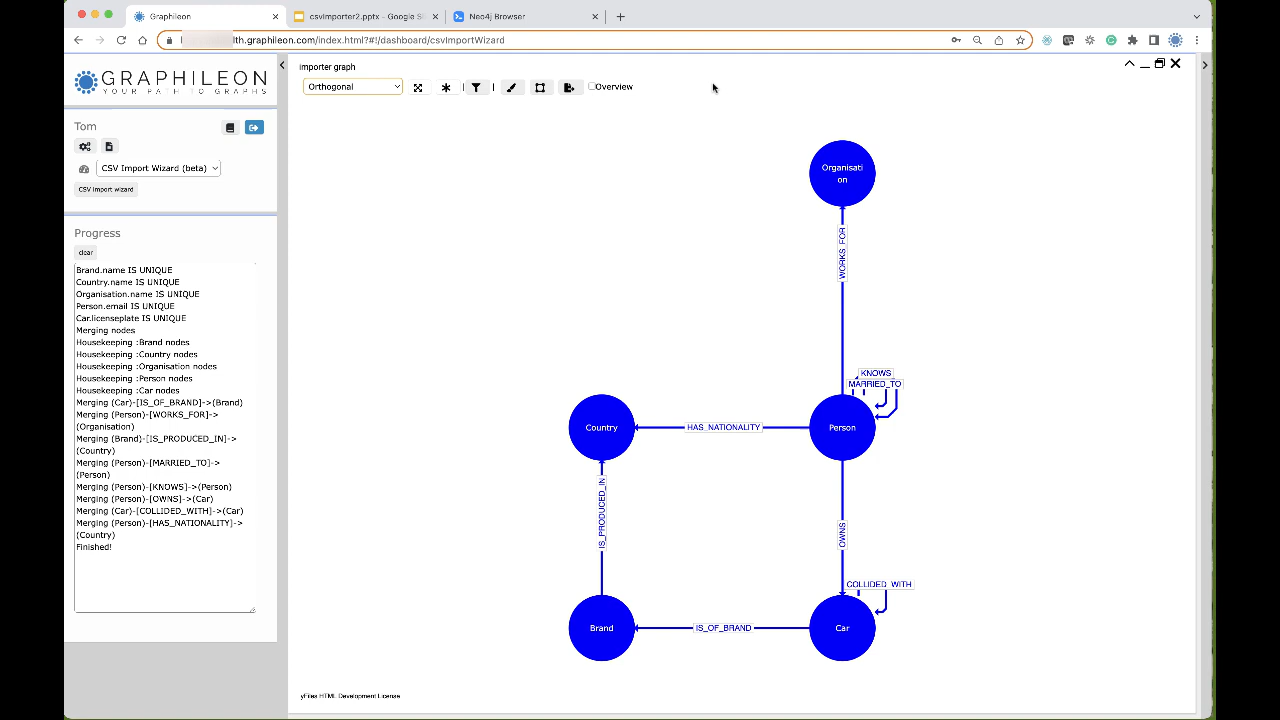 Graphileon
csvImporter2.pptx - Google Sl
Neo4j Browser
lth.graphileon.com/index.html?#!/dashboard/csvImportWizard
GRAPHILEON
YOUR PATH TO GRAPHS
Tom
CSV Import Wizard (beta)
CSV import wizard
Progress
clear
Brand.name IS UNIQUE
Country.name IS UNIQUE
Organisation.name IS UNIQUE
Person.email IS UNIQUE
Car.licenseplate IS UNIQUE
Merging nodes
Housekeeping :Brand nodes
Housekeeping :Country nodes
Housekeeping :Organisation nodes
Housekeeping :Person nodes
Housekeeping :Car nodes
Merging (Car)-[IS_OF_BRAND]->(Brand)
Merging (Person)-[WORKS_FOR]->
(Organisation)
Merging (Brand)-[IS_PRODUCED_IN]->
(Country)
Merging (Person)-[MARRIED_TO]->
(Person)
Merging (Person)-[KNOWS]->(Person)
Merging (Person)-[OWNS]->(Car)
Merging (Car)-[COLLIDED_WITH]->(Car)
Merging (Person)-[HAS_NATIONALITY]->
(Country)
Finished!
importer graph
Orthogonal
Overview
Organisati
on
WORKS_FOR
KNOWS
MARRIED_TO
Country
HAS_NATIONALITY
Person
IS_PRODUCED_IN
OWNS
COLLIDED_WITH
Brand
IS_OF_BRAND
Car
yFiles HTML Development License